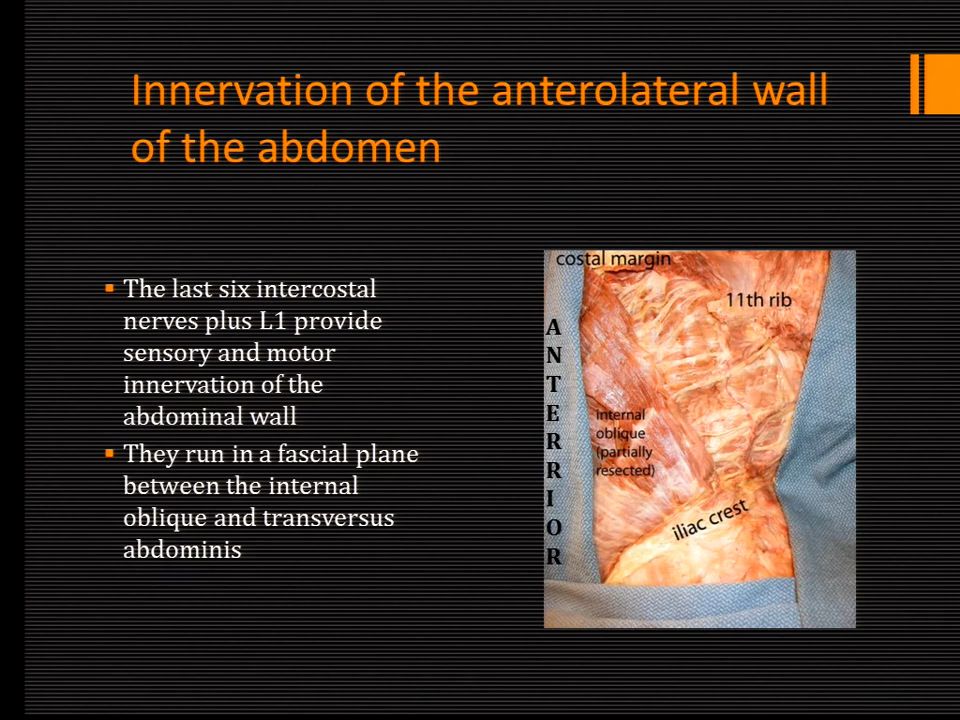 Innervation of the anterolateral wall
of the abdomen
The last six intercostal
nerves plus L1 provide
sensory and motor
innervation of the
abdominal wall
They run in a fascial plane
between the internal
oblique and transversus
abdominis
costal margin
11th rib
A
N
T
E
R
R
I
O
R
internal
oblique
(partially
resected)
iliac crest